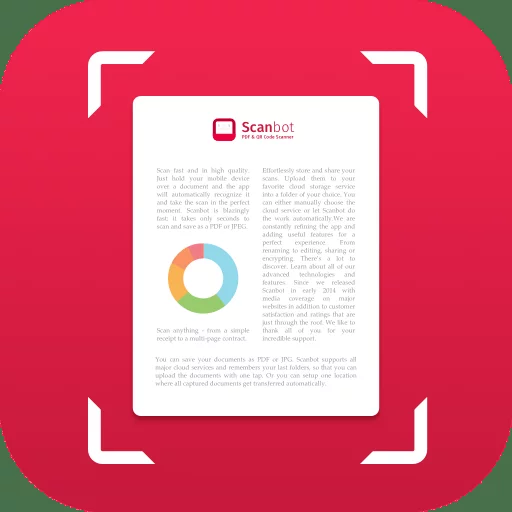 Scanbot
PDF & QR Code Scanner
Scan fast and in high quality.
Just hold your mobile device
over a document and the app
will automatically recognize it
and take the scan in the perfect
moment. Scanbot is blazingly
fast: it takes only seconds to
scan and save as a PDF or JPEG.
Scan anything - from a simple
receipt to a multi-page contract.
Effortlessly store and share your
scans. Upload them to your
favorite cloud storage service
into a folder of your choice. You
can either manually choose the
cloud service or let Scanbot do
the work automatically.We are
constantly refining the app and
adding useful features for a
perfect experience. From
renaming to editing, sharing or
encrypting. There's a lot to
discover. Learn about all of our
advanced technologies and
features. Since we released
Scanbot in early 2014 with
media coverage on major
websites in addition to customer
satisfaction and ratings that are
just through the roof. We like to
thank all of you for your
incredible support.
You can save your documents as PDF or JPG. Scanbot supports all
major cloud services and remembers your last folders, so that you can
upload the documents with one tap. Or you can setup one location
where all captured documents get transferred automatically.